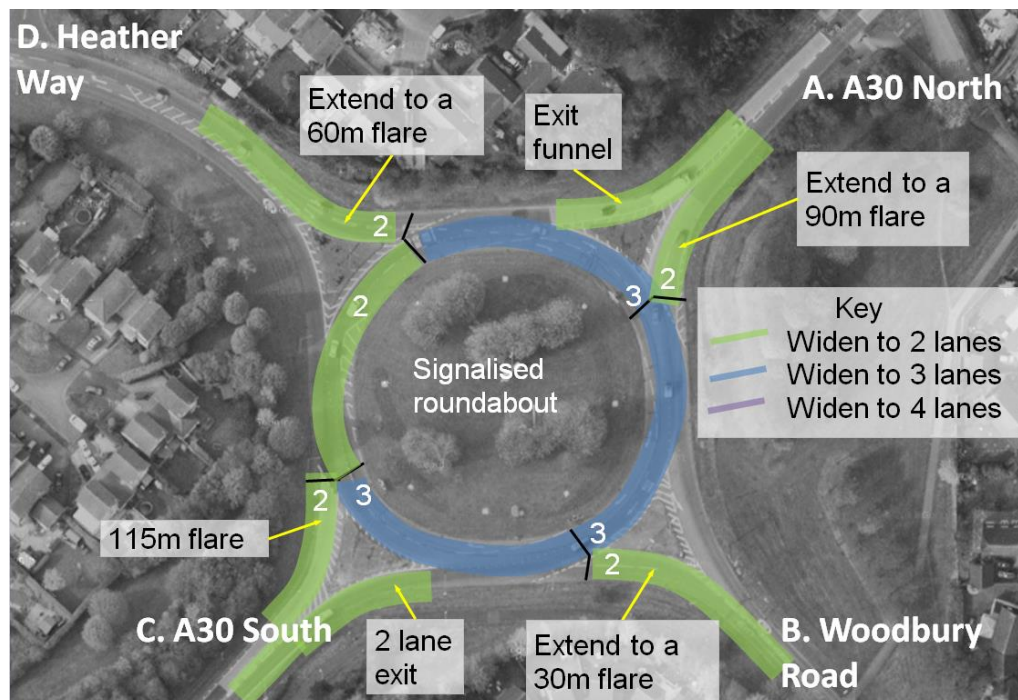 D. Heather
Way
Extend to a
60m flare
Exit
funnel
A. A30 North
Extend to a
90m flare
2
2
3
2
Key
Widen to 2 lanes
Widen to 3 lanes
Widen to 4 lanes
Signalised
roundabout
2
3
3
2
115m flare
C. A30 South
2 lane
exit
Extend to a
30m flare
B. Woodbury
Road